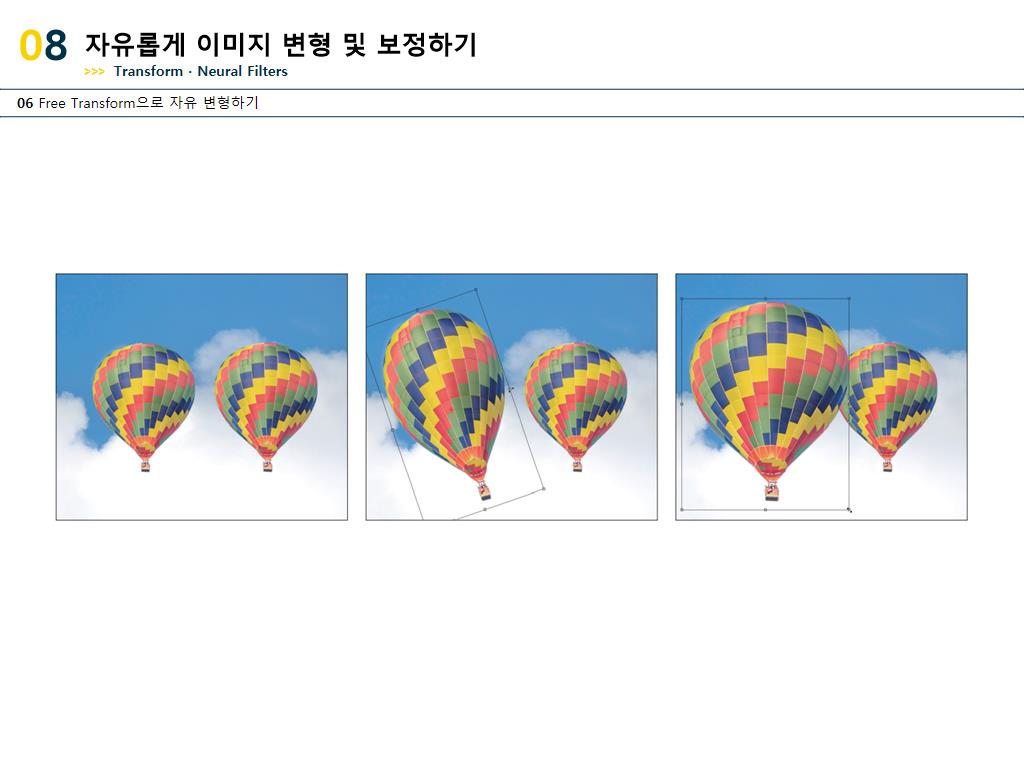 08 자유롭게 이미지 변형 및 보정하기
>>> Transform · Neural Filters
06 Free Transform으로 자유 변형하기